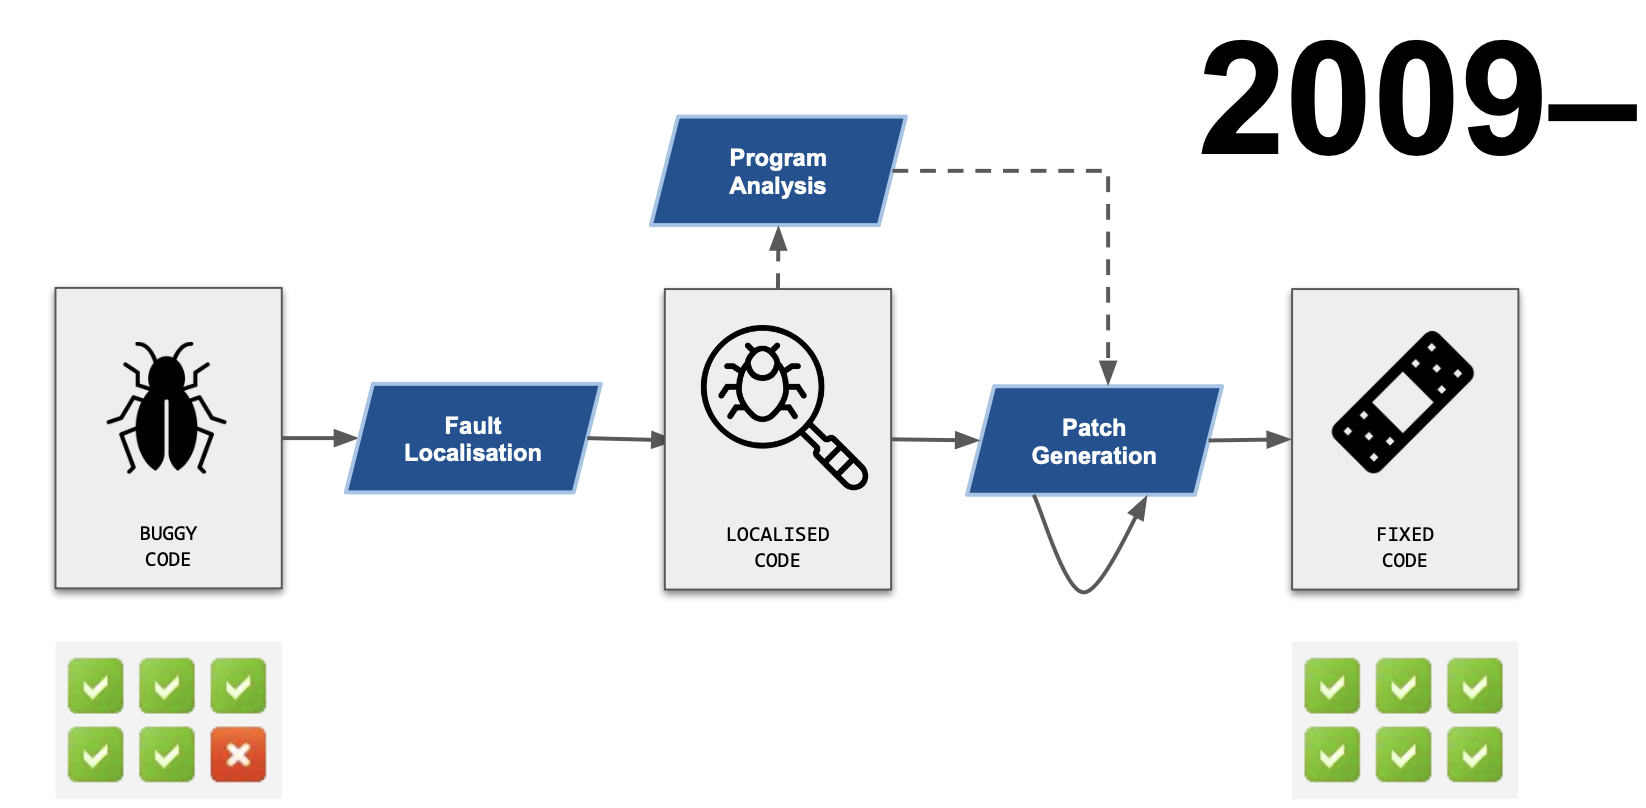 2009–
Program
Analysis
Fault
Localisation
Patch
Generation
BUGGY
CODE
LOCALISED
CODE
FIXED
CODE